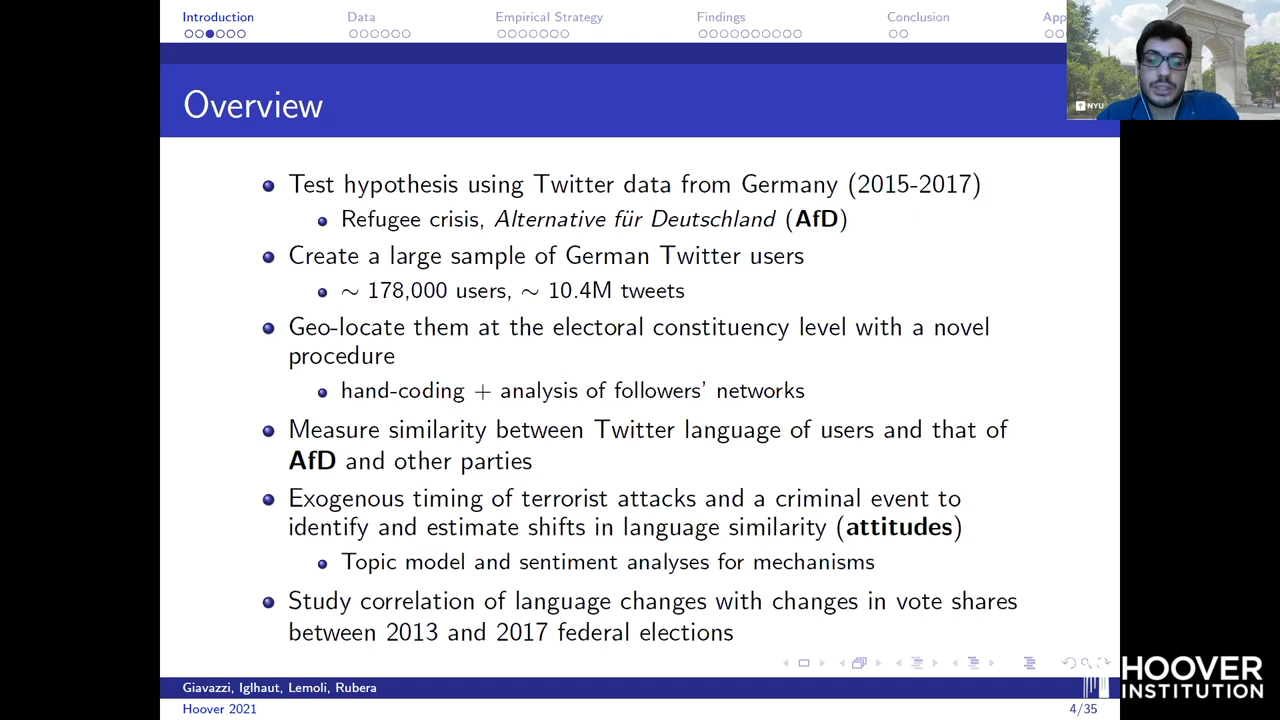 Introduction
Data
Empirical Strategy
Findings
Conclusion
App
NYU
Overview
Test hypothesis using Twitter data from Germany (2015-2017)
Refugee crisis, Alternative für Deutschland (AfD)
Create a large sample of German Twitter users
∼ 178,000 users, ∼ 10.4M tweets
Geo-locate them at the electoral constituency level with a novel
procedure
hand-coding + analysis of followers' networks
Measure similarity between Twitter language of users and that of
AfD and other parties
Exogenous timing of terrorist attacks and a criminal event to
identify and estimate shifts in language similarity (attitudes)
Topic model and sentiment analyses for mechanisms
Study correlation of language changes with changes in vote shares
between 2013 and 2017 federal elections
Giavazzi, Iglhaut, Lemoli, Rubera
Hoover 2021
4/35
HOOVER
INSTITUTION